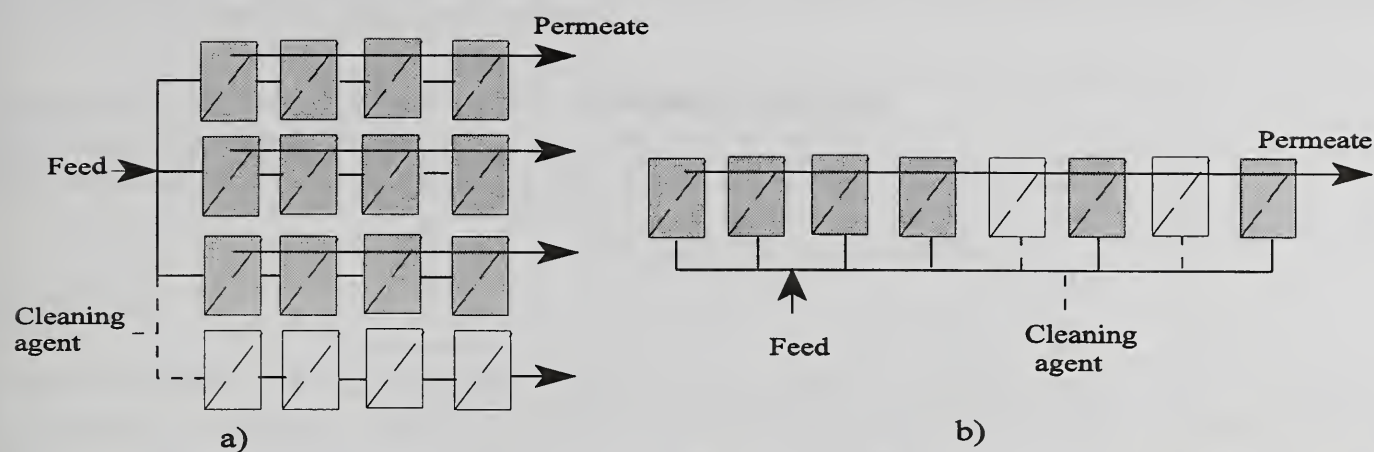 Permeate
Feed
Cleaning
agent
a)
Permeate
Feed
Cleaning
agent
b)